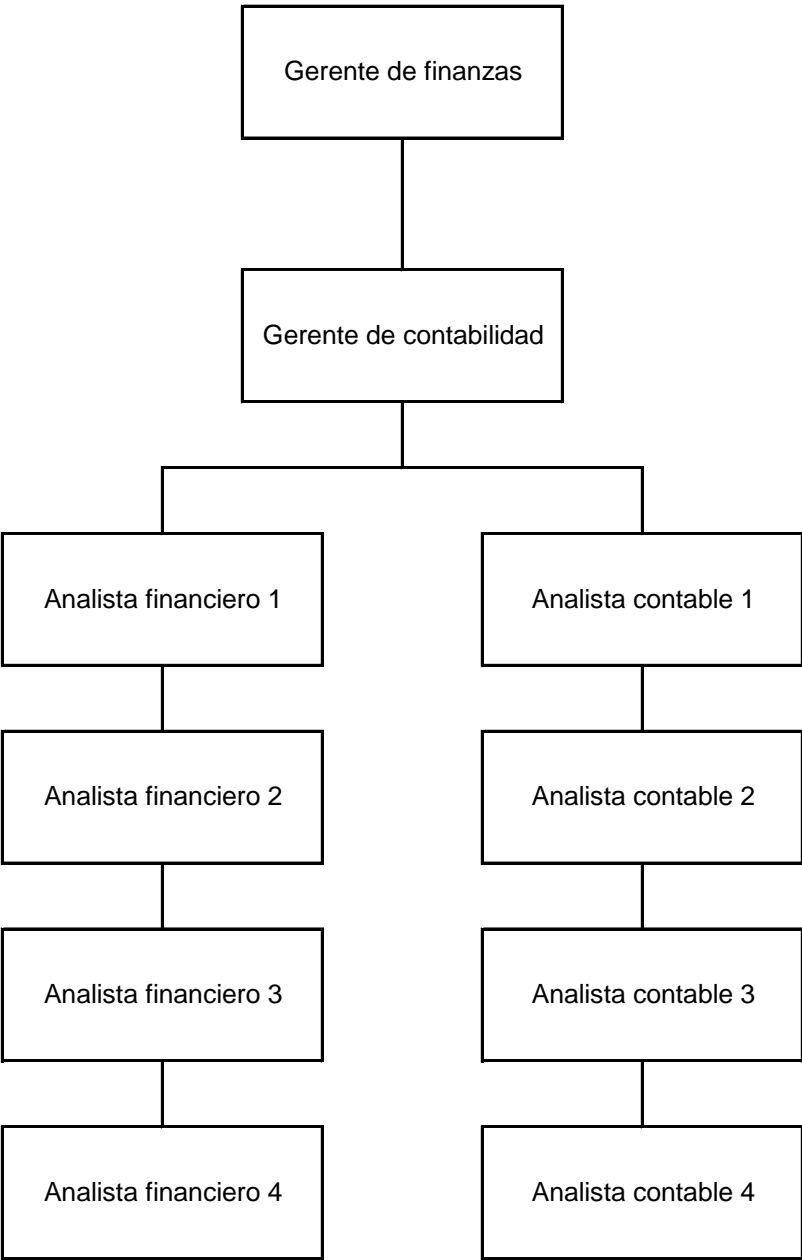 Gerente de finanzas
Gerente de contabilidad
Analista financiero 1
Analista contable 1
Analista financiero 2
Analista contable 2
Analista financiero 3
Analista contable 3
Analista financiero 4
Analista contable 4